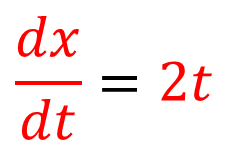 dx/dt = 2t